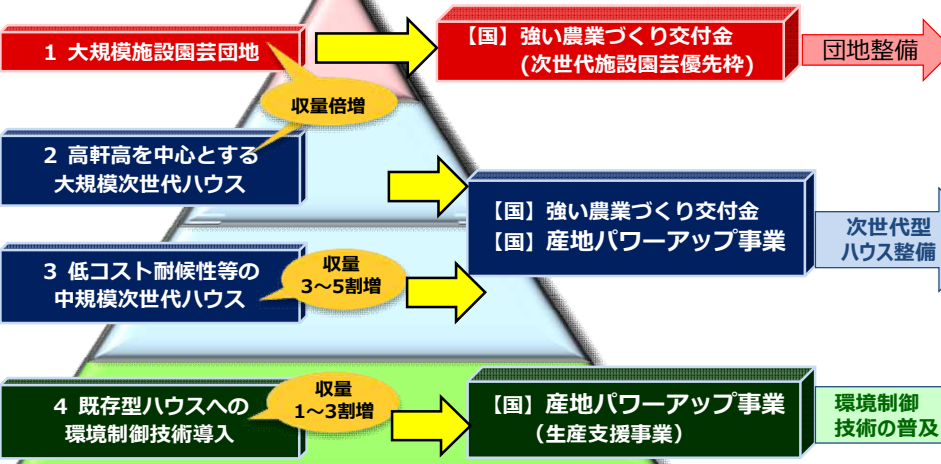 1 大規模施設園芸団地
【国】強い農業づくり交付金
(次世代施設園芸優先枠)
団地整備
収量倍増
2 高軒高を中心とする
大規模次世代ハウス
【国】強い農業づくり交付金
【国】産地パワーアップ事業
次世代型
ハウス整備
3 低コスト耐候性等の
中規模次世代ハウス
収量
3～5割増
4 既存型ハウスへの
環境制御技術導入
収量
1～3割増
【国】産地パワーアップ事業
（生産支援事業）
環境制御
技術の普及